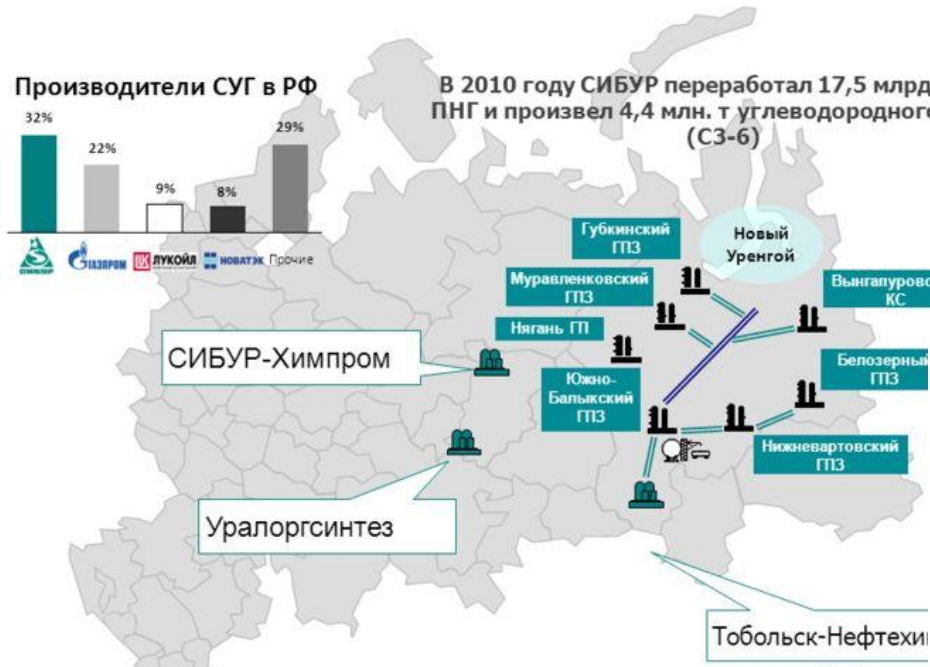 Производители СУГ в РФ
32%
22%
9%
8%
29%
СИБУР
ГАЗПРОМ
ЛУКОЙЛ
НОВАТЭК
Прочие
В 2010 году СИБУР переработал 17,5 млрд
ПНГ и произвел 4,4 млн. т углеводородного
(С3-6)
Губкинский
ГПЗ
Новый
Уренгой
Муравленковский
ГПЗ
Вынгапуровс
КС
Нягань ГП
СИБУР-Химпром
Белозерный
ГПЗ
Южно-
Балыкский
ГПЗ
Нижневартовский
ГПЗ
Уралоргсинтез
Тобольск-Нефтехим